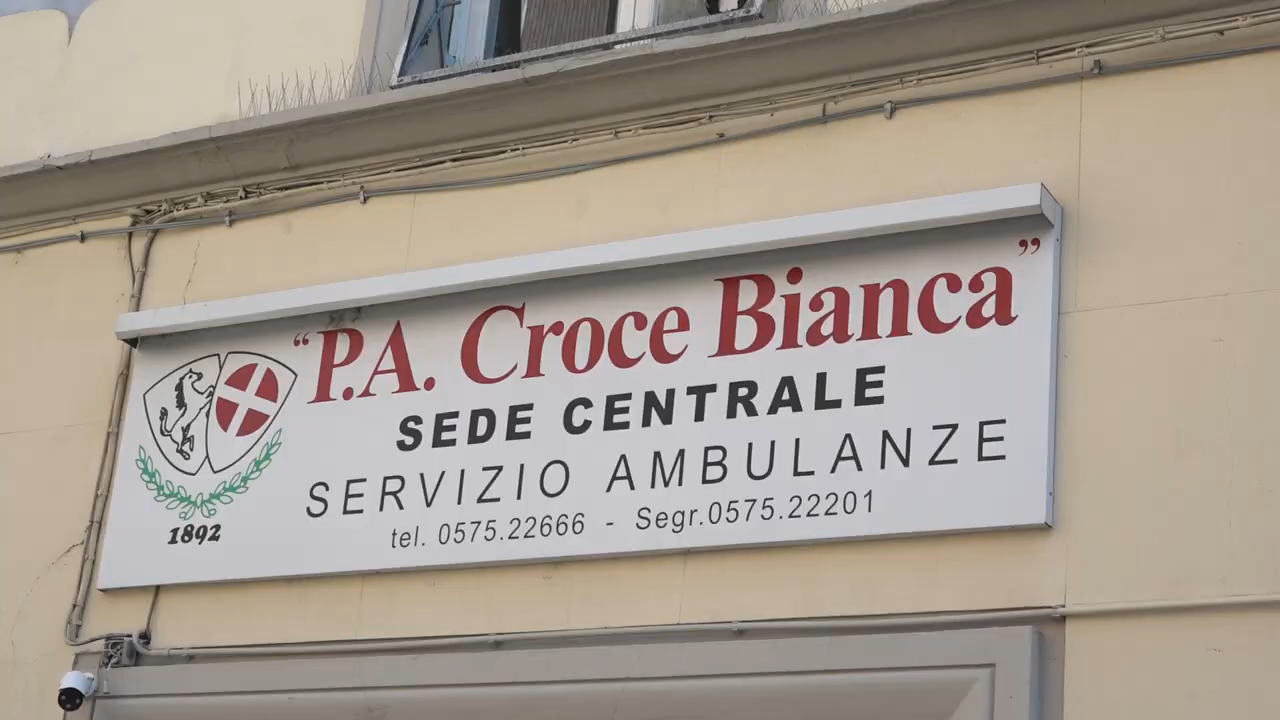 “P.A. Croce Bianca”
SEDE CENTRALE
SERVIZIO AMBULANZE
tel. 0575.22666 - Segr.0575.22201
1892